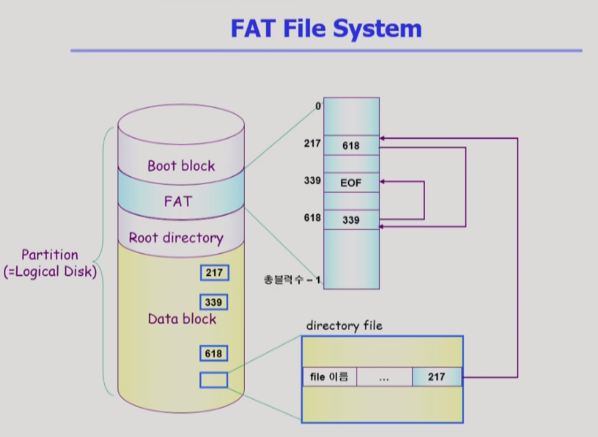 FAT File System
0
217
618
Boot block
339
EOF
FAT
618
339
Root directory
Partition
(=Logical Disk)
217
총블럭수 – 1
339
Data block
directory file
618
file 이름
...
217